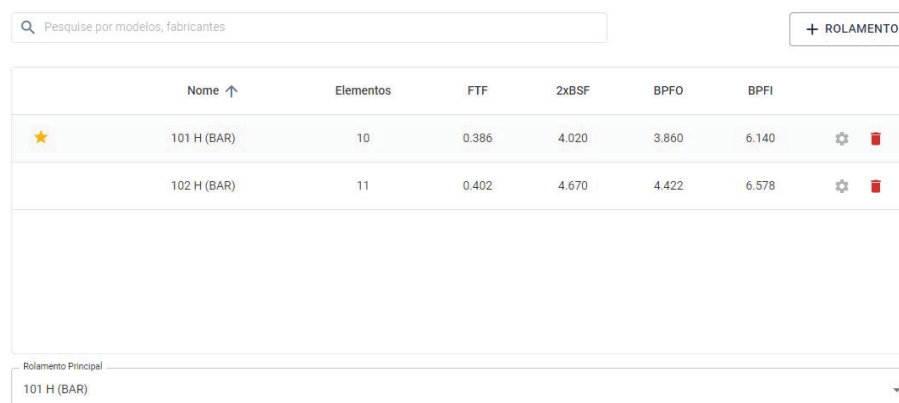 Pesquise por modelos, fabricantes
+ ROLAMENTO
Nome Elementos FTF 2xBSF BPFO BPFI
101 H (BAR) 10 0.386 4.020 3.860 6.140
102 H (BAR) 11 0.402 4.670 4.422 6.578
Rolamento Principal
101 H (BAR)